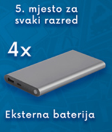 5. mjesto za
svaki razred
4x
Eksterna baterija